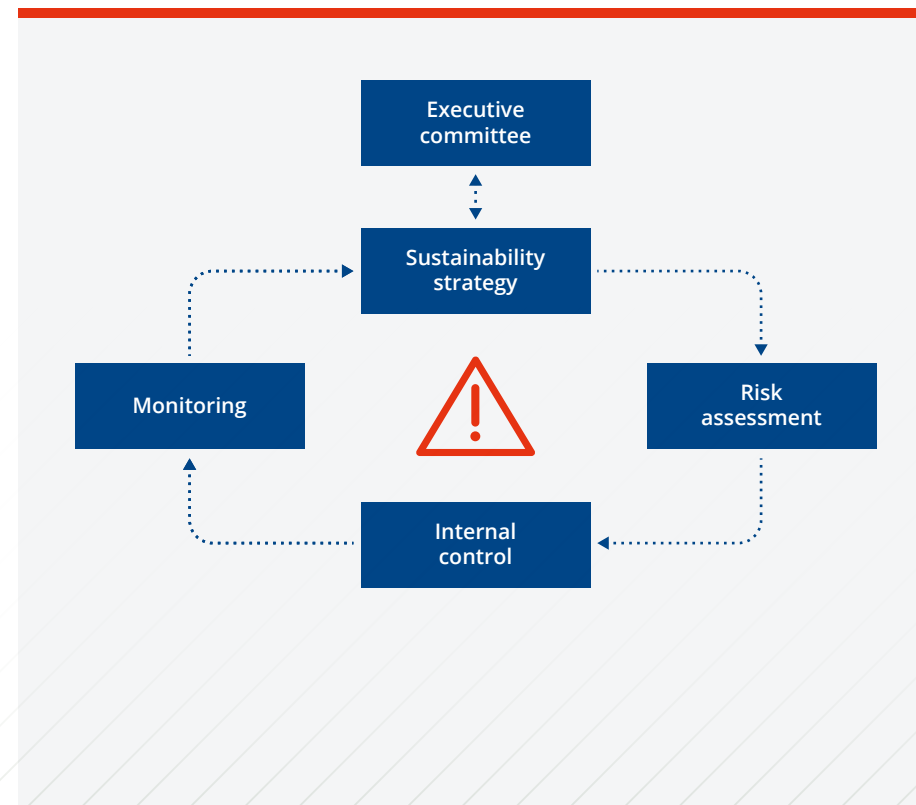 Executive
committee
Sustainability
strategy
Monitoring
Risk
assessment
Internal
control